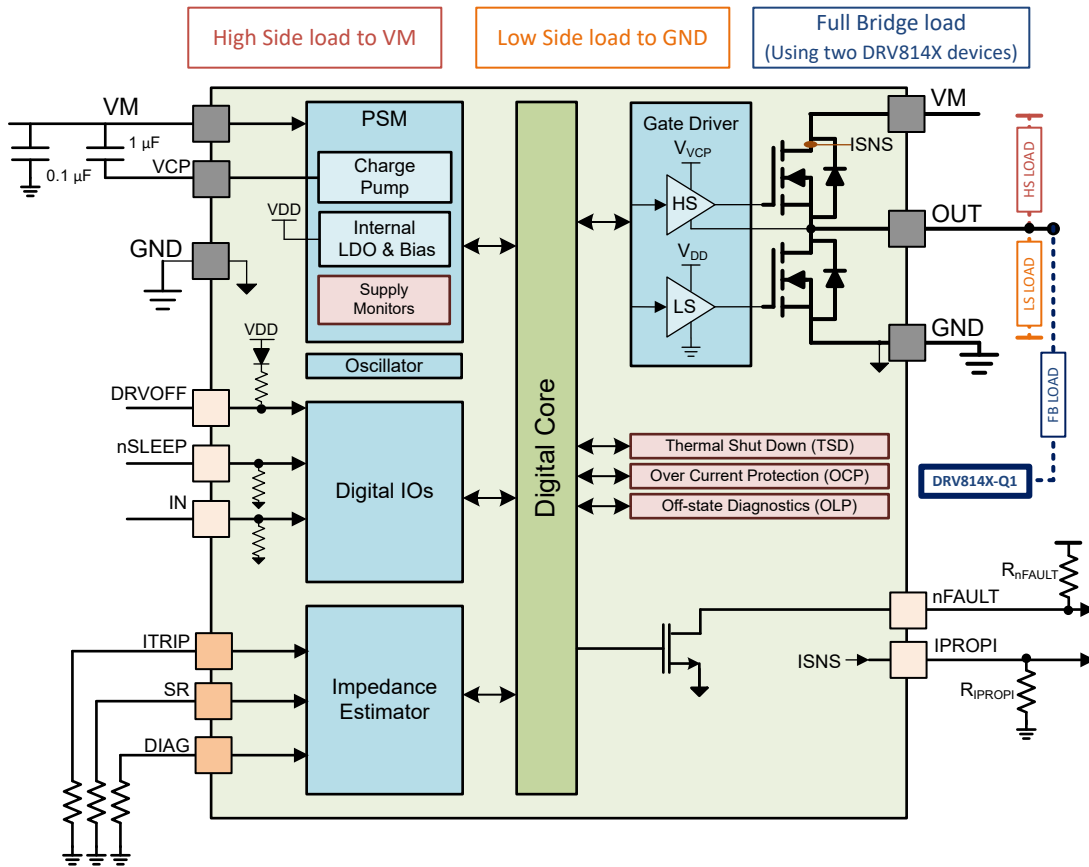 High Side load to VM
Low Side load to GND
Full Bridge load
(Using two DRV814X devices)
VM
1 µF
0.1 µF
VCP
GND
PSM
Charge
Pump
VDD
Internal
LDO & Bias
Supply
Monitors
Oscillator
VDD
DRVOFF
nSLEEP
IN
Digital IOs
ITRIP
SR
DIAG
Impedance
Estimator
Digital Core
Gate Driver
VVCP
HS
VDD
LS
ISNS
VM
OUT
GND
HS LOAD
LS LOAD
FB LOAD
DRV814X-Q1
Thermal Shut Down (TSD)
Over Current Protection (OCP)
Off-state Diagnostics (OLP)
RnFAULT
nFAULT
ISNS
IPROPI
RIPROPI